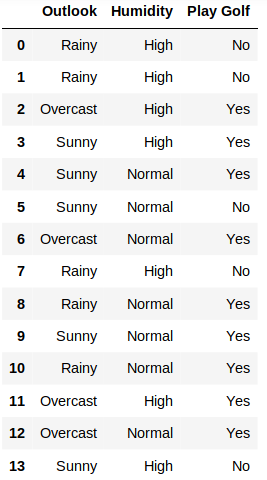 Outlook Humidity Play Golf
0 Rainy High No
1 Rainy High No
2 Overcast High Yes
3 Sunny High Yes
4 Sunny Normal Yes
5 Sunny Normal No
6 Overcast Normal Yes
7 Rainy High No
8 Rainy Normal Yes
9 Sunny Normal Yes
10 Rainy Normal Yes
11 Overcast High Yes
12 Overcast Normal Yes
13 Sunny High No